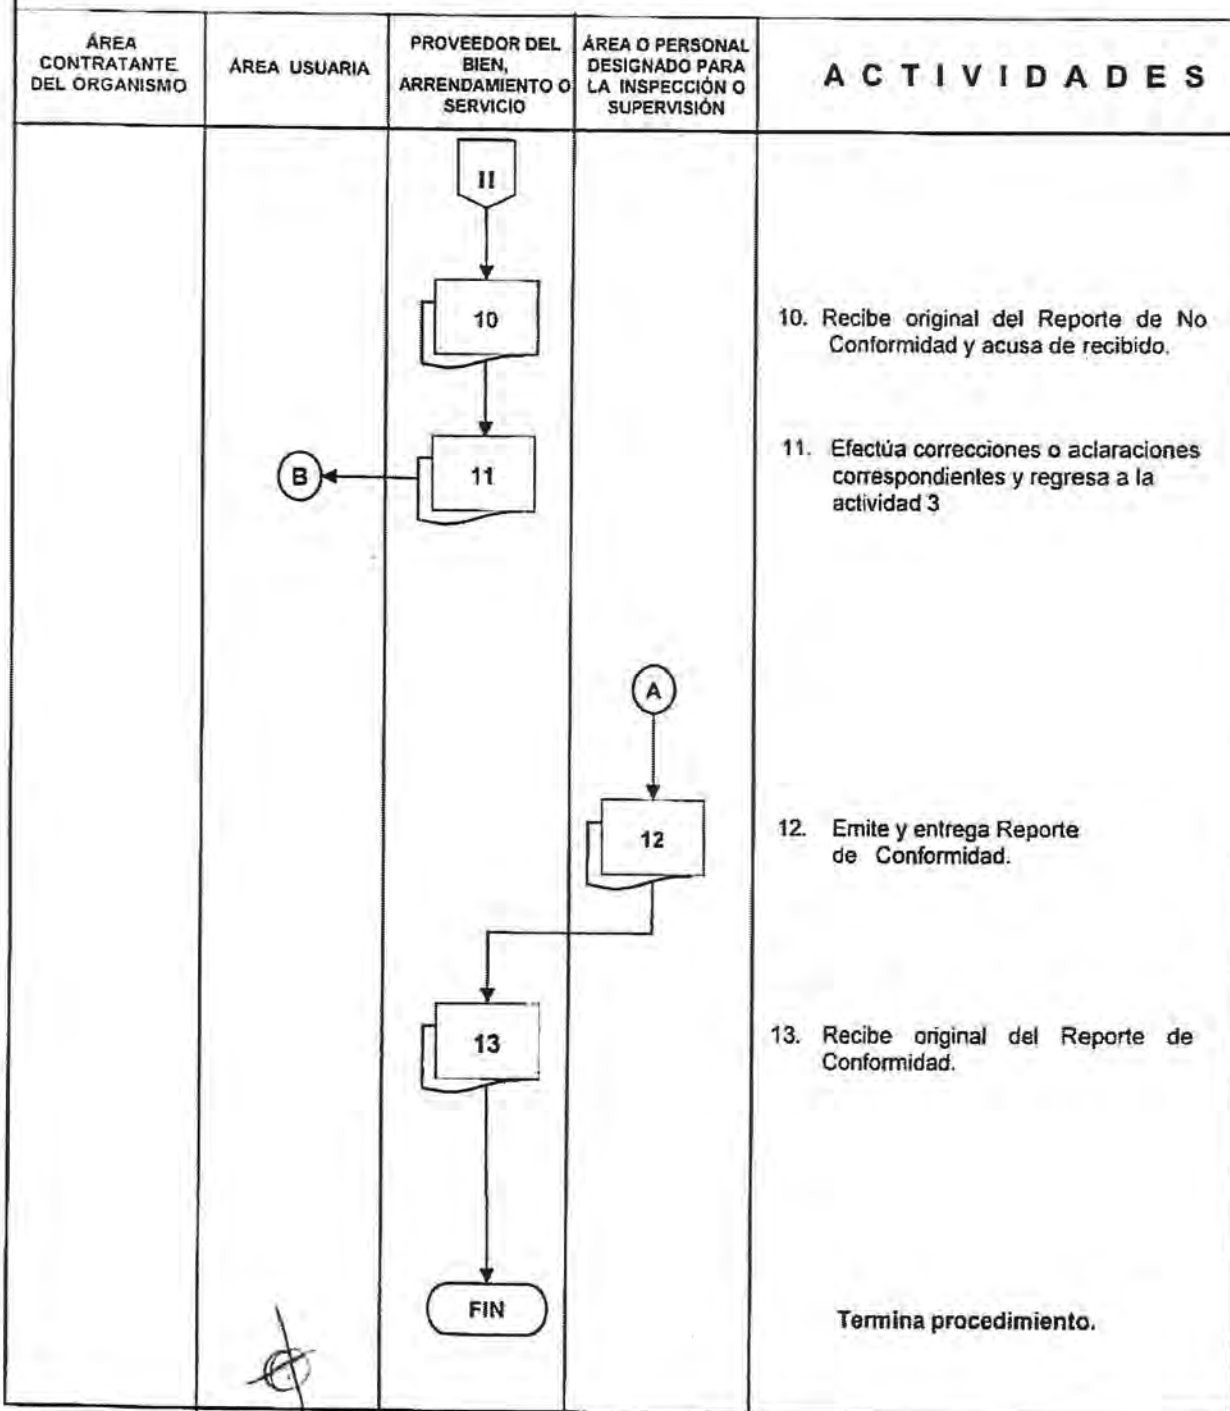 ÁREA
CONTRATANTE
DEL ORGANISMO
ÁREA USUARIA
PROVEEDOR DEL
BIEN,
ARRENDAMIENTO O
SERVICIO
ÁREA O PERSONAL
DESIGNADO PARA
LA INSPECCIÓN O
SUPERVISIÓN
A C T I V I D A D E S
II
10
10. Recibe original del Reporte de No
Conformidad y acusa de recibido.
B
11
11. Efectúa correcciones o aclaraciones
correspondientes y regresa a la
actividad 3
A
12
12. Emite y entrega Reporte
de Conformidad.
13
13. Recibe original del Reporte de
Conformidad.
FIN
Termina procedimiento.